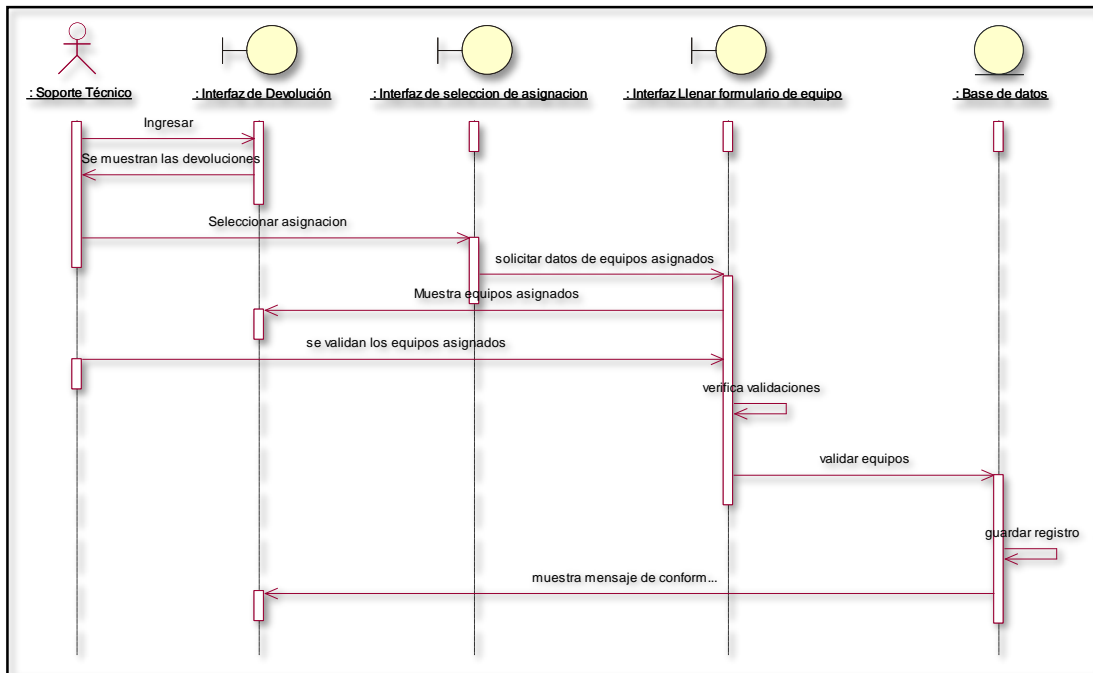 : Soporte Técnico
: Interfaz de Devolución
: Interfaz de seleccion de asignacion
: Interfaz Llenar formulario de equipo
: Base de datos
Ingresar
Se muestran las devoluciones
Seleccionar asignacion
solicitar datos de equipos asignados
Muestra equipos asignados
se validan los equipos asignados
verifica validaciones
validar equipos
guardar registro
muestra mensaje de conform...